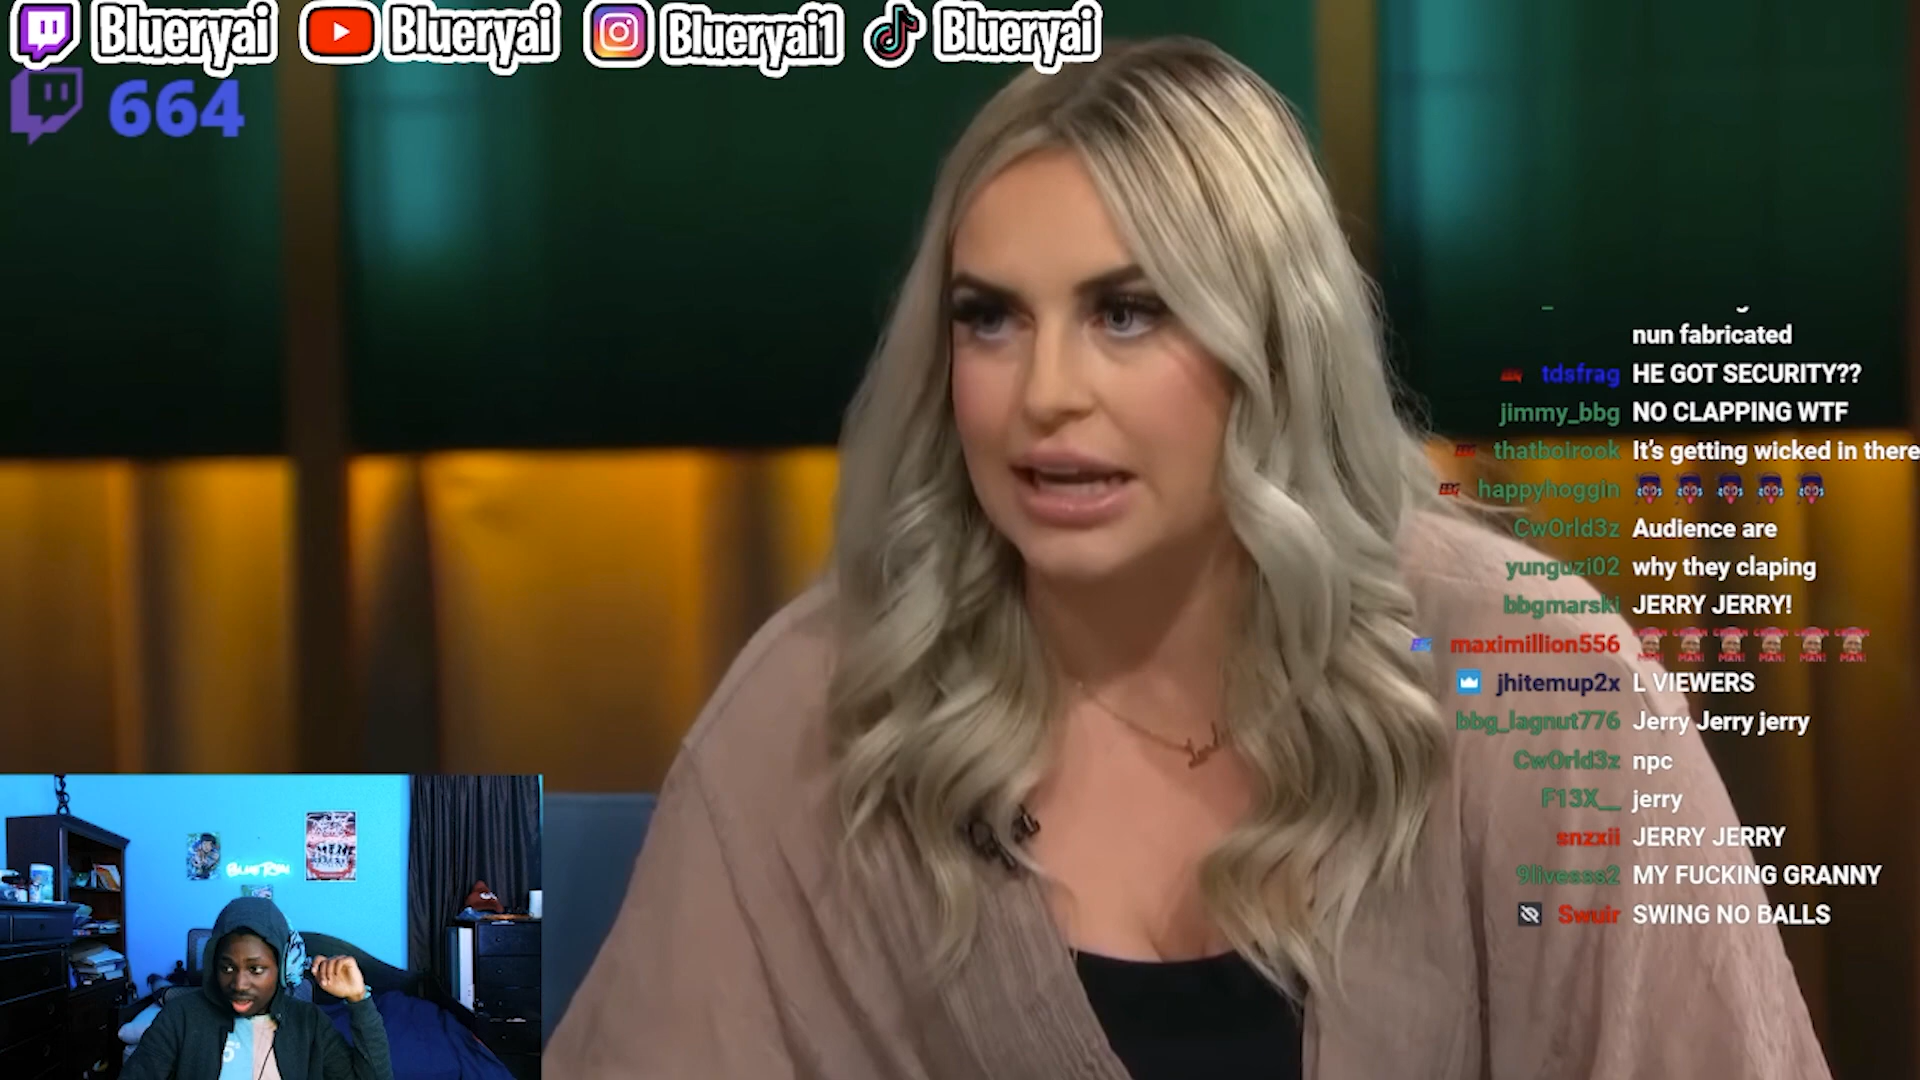 Blueryai Blueryai Blueryai1 Blueryai
664
nun fabricated
tdsfrag HE GOT SECURITY??
jimmy_bbg NO CLAPPING WTF
thatboirook It's getting wicked in there
happyhoggin
CwOrld3z Audience are
yunguzi02 why they claping
bbgmarski JERRY JERRY!
maximillion556
jhitemup2x L VIEWERS
bbg_lagnut776 Jerry Jerry jerry
CwOrld3z npc
F13X__ jerry
snzxii JERRY JERRY
9livesss2 MY FUCKING GRANNY
Swuir SWING NO BALLS